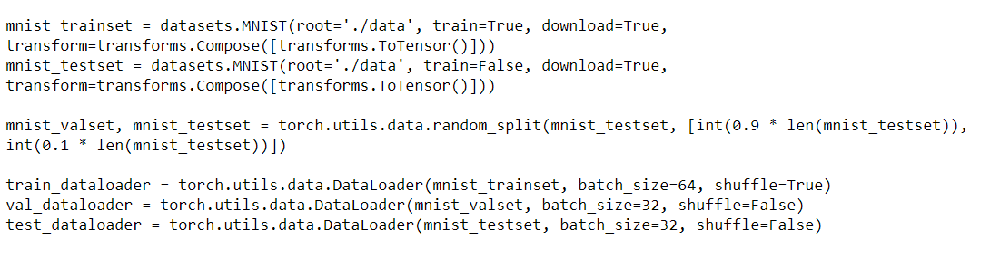 mnist_trainset = datasets.MNIST(root='./data', train=True, download=True,
transform=transforms.Compose([transforms.ToTensor()]))
mnist_testset = datasets.MNIST(root='./data', train=False, download=True,
transform=transforms.Compose([transforms.ToTensor()]))
mnist_valset, mnist_testset = torch.utils.data.random_split(mnist_testset, [int(0.9 * len(mnist_testset)),
int(0.1 * len(mnist_testset))])
train_dataloader = torch.utils.data.DataLoader(mnist_trainset, batch_size=64, shuffle=True)
val_dataloader = torch.utils.data.DataLoader(mnist_valset, batch_size=32, shuffle=False)
test_dataloader = torch.utils.data.DataLoader(mnist_testset, batch_size=32, shuffle=False)